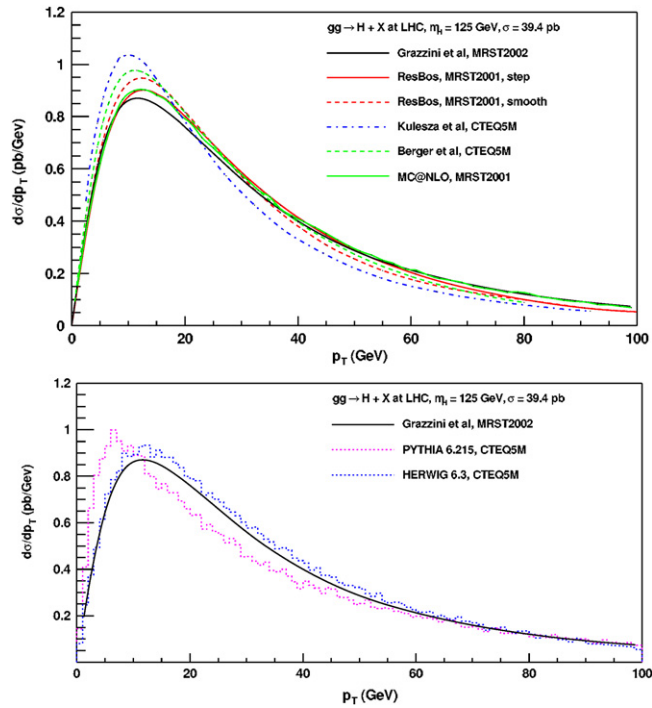 gg → H + X at LHC, m_H = 125 GeV, σ = 39.4 pb
Grazzini et al, MRST2002
ResBos, MRST2001, step
ResBos, MRST2001, smooth
Kulesza et al, CTEQ5M
Berger et al, CTEQ5M
MC@NLO, MRST2001
dσ/dp_T (pb/GeV)
1.2
1
0.8
0.6
0.4
0.2
0
0 20 40 60 80 100
p_T (GeV)
gg → H + X at LHC, m_H = 125 GeV, σ = 39.4 pb
Grazzini et al, MRST2002
PYTHIA 6.215, CTEQ5M
HERWIG 6.3, CTEQ5M
dσ/dp_T (pb/GeV)
1.2
1
0.8
0.6
0.4
0.2
0 20 40 60 80 100
p_T (GeV)